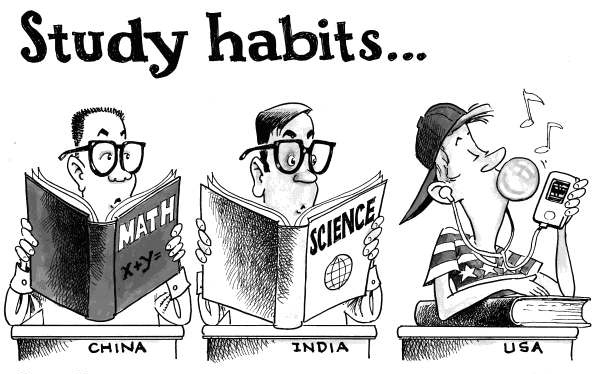 Study habits...
MATH
x+y=
SCIENCE
CHINA
INDIA
USA